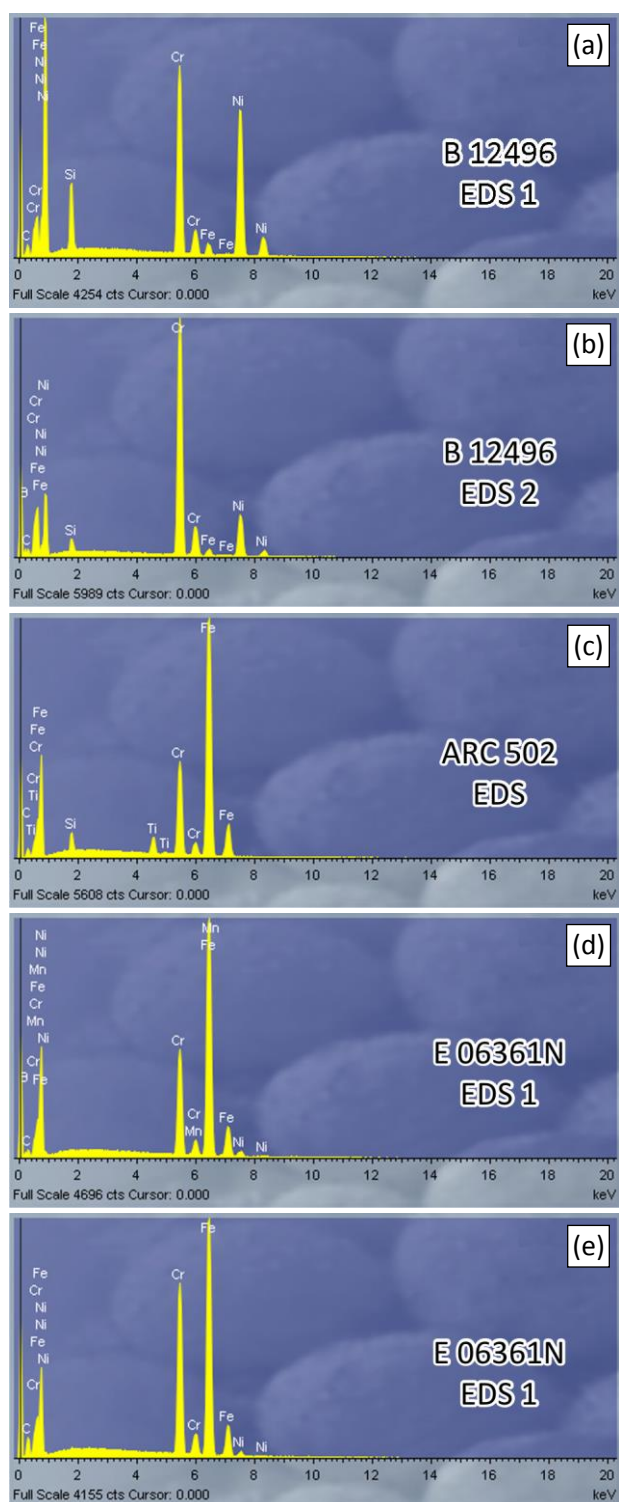 (a)
Fe
Fe
Ni
Ni
Ni
Cr
Cr
C
Si
Cr
Cr
Fe
Fe
Ni
Ni
B 12496
EDS 1
0 2 4 6 8 10 12 14 16 18 20
Full Scale 4254 cts Cursor: 0.000 keV
(b)
Ni
Cr
Cr
Ni
Ni
Fe
Fe
B
C
Si
Cr
Cr
Fe
Fe
Ni
Ni
B 12496
EDS 2
0 2 4 6 8 10 12 14 16 18 20
Full Scale 5989 cts Cursor: 0.000 keV
(c)
Fe
Fe
Cr
Cr
Ti
C
Ti
Si
Ti
Ti
Cr
Cr
Fe
Fe
ARC 502
EDS
0 2 4 6 8 10 12 14 16 18 20
Full Scale 5608 cts Cursor: 0.000 keV
(d)
Ni
Ni
Mn
Fe
Cr
Mn
Ni
Cr
B Fe
C
Cr
Cr
Mn
Mn
Fe
Fe
Ni
Ni
E 06361N
EDS 1
0 2 4 6 8 10 12 14 16 18 20
Full Scale 4696 cts Cursor: 0.000 keV
(e)
Fe
Cr
Ni
Ni
Fe
Ni
Cr
C
Cr
Cr
Fe
Fe
Ni
Ni
E 06361N
EDS 1
0 2 4 6 8 10 12 14 16 18 20
Full Scale 4155 cts Cursor: 0.000 keV